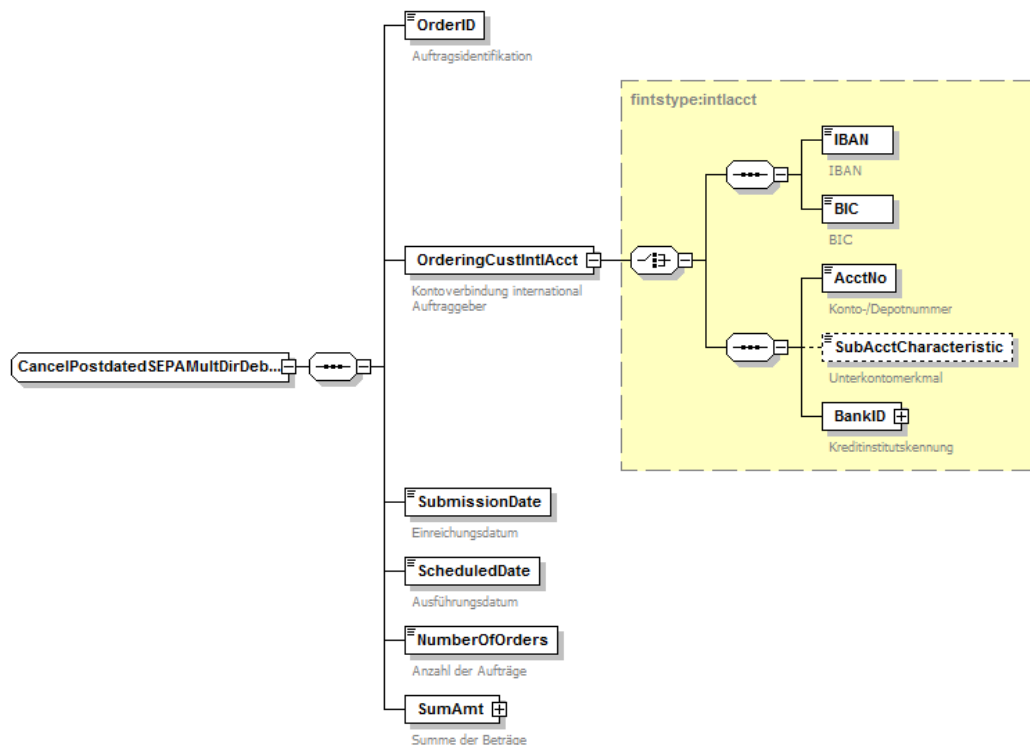 OrderID
Auftragsidentifikation
fintstype:intlacct
IBAN
IBAN
BIC
BIC
OrderingCustIntlAcct
Kontoverbindung international
Auftraggeber
AcctNo
Konto-/Depotnummer
SubAcctCharacteristic
Unterkontomerkmal
CancelPostdatedSEPAMultDirDeb...
BankID
Kreditinstitutskennung
SubmissionDate
Einreichungsdatum
ScheduledDate
Ausführungsdatum
NumberOfOrders
Anzahl der Aufträge
SumAmt
Summe der Beträge